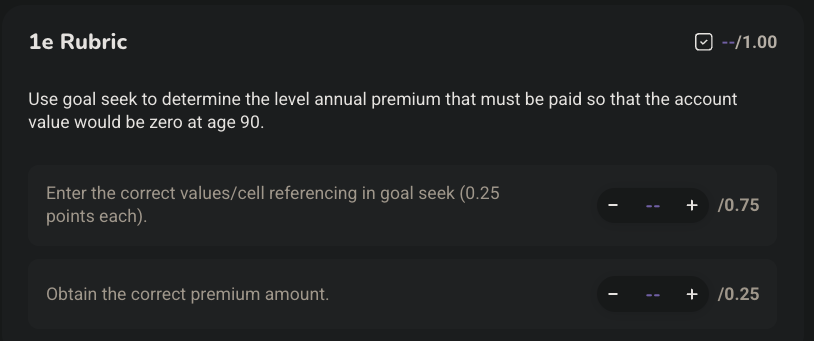 1e Rubric
--/1.00
Use goal seek to determine the level annual premium that must be paid so that the account
value would be zero at age 90.
Enter the correct values/cell referencing in goal seek (0.25
points each).
− -- + /0.75
Obtain the correct premium amount.
− -- + /0.25